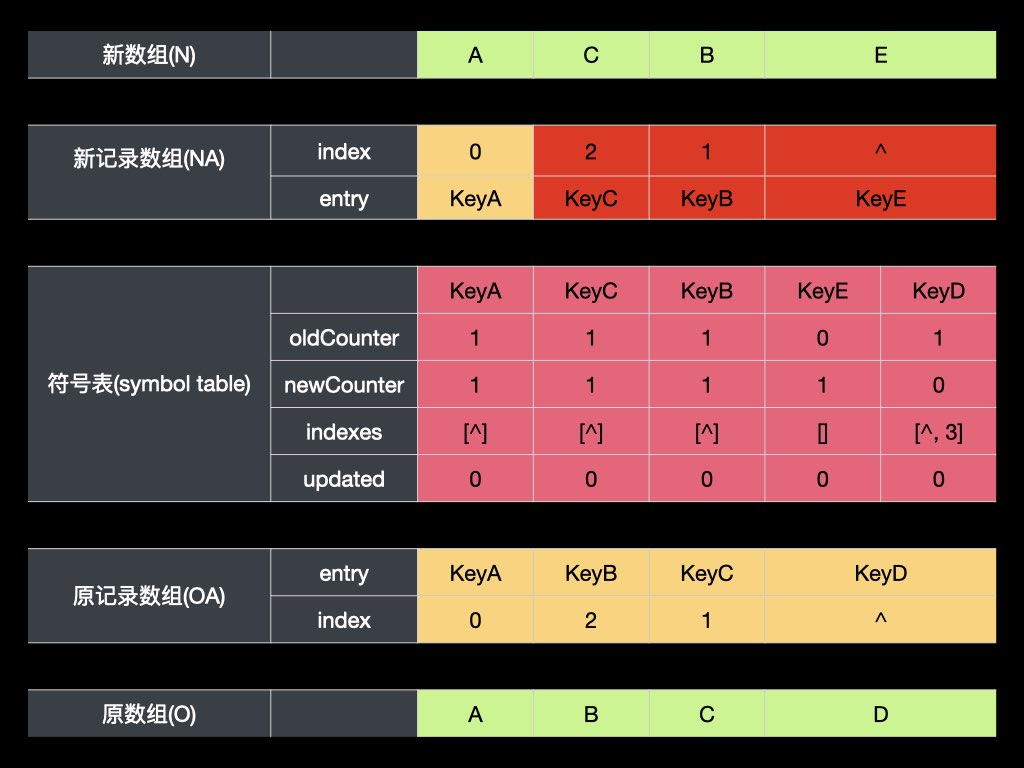 新数组(N) A C B E
新记录数组(NA) index 0 2 1 ^
entry KeyA KeyC KeyB KeyE
KeyA KeyC KeyB KeyE KeyD
oldCounter 1 1 1 0 1
符号表(symbol table) newCounter 1 1 1 1 0
indexes [^] [^] [^] [] [^, 3]
updated 0 0 0 0 0
原记录数组(OA) entry KeyA KeyB KeyC KeyD
index 0 2 1 ^
原数组(O) A B C D